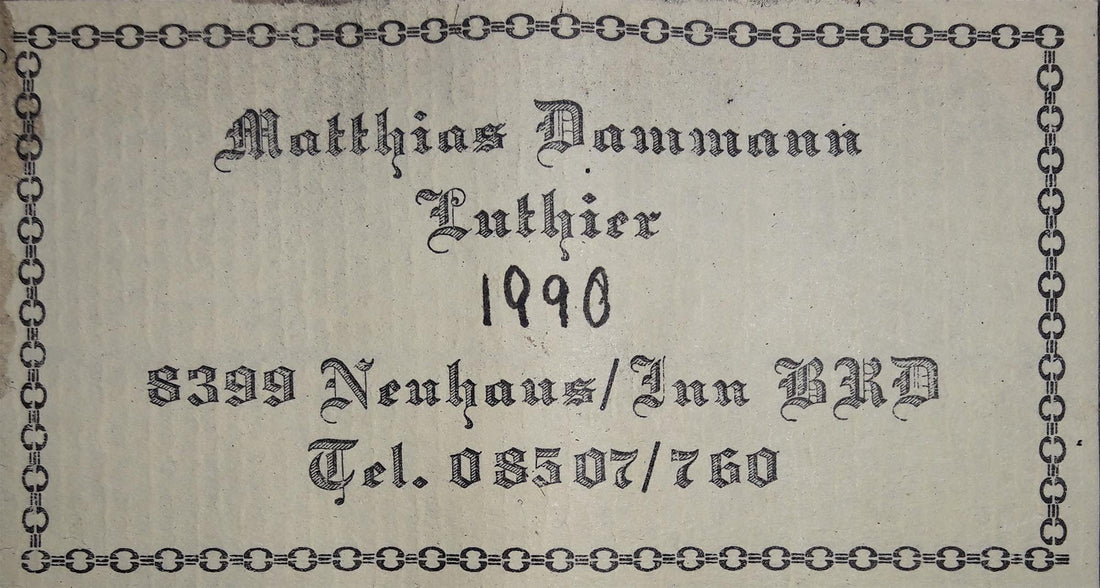 Matthias Dammann
Luthier
1990
8399 Neuhaus/Inn BRD
Tel. 08507/760